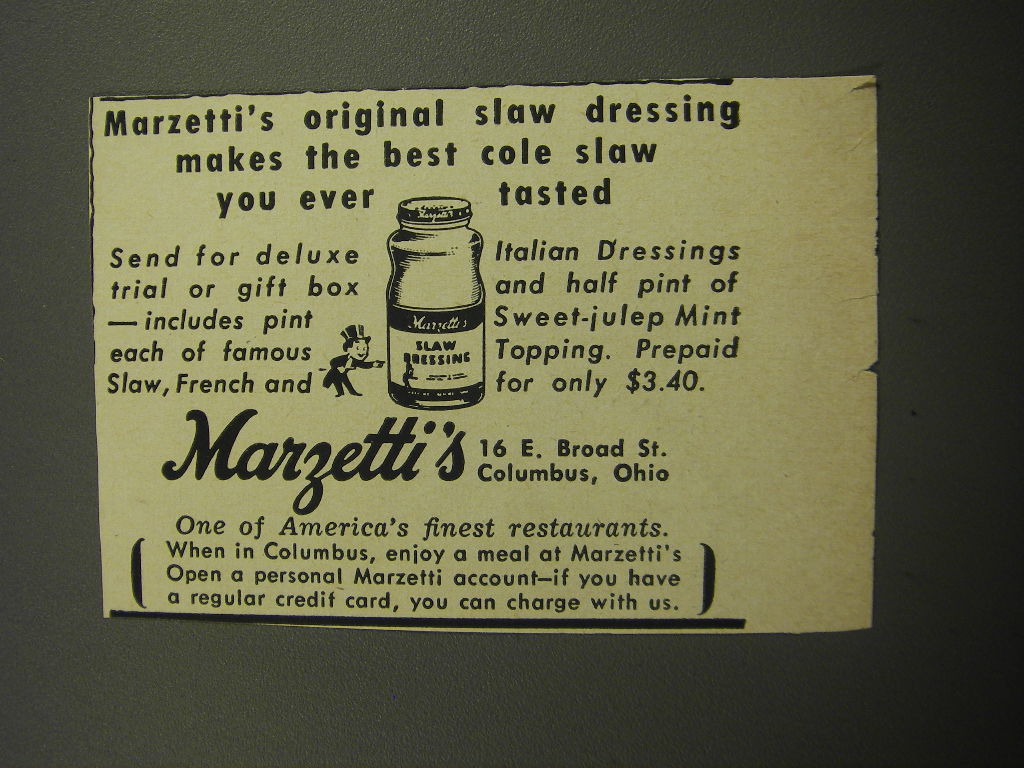 Marzetti's original slaw dressing
makes the best cole slaw
you ever tasted
Send for deluxe
trial or gift box
—includes pint
each of famous
Slaw, French and
Marzetti's
Marzetti's
SLAW
DRESSING
Italian Dressings
and half pint of
Sweet-julep Mint
Topping. Prepaid
for only $3.40.
Marzetti's
16 E. Broad St.
Columbus, Ohio
One of America's finest restaurants.
(When in Columbus, enjoy a meal at Marzetti's
Open a personal Marzetti account—if you have
a regular credit card, you can charge with us.)